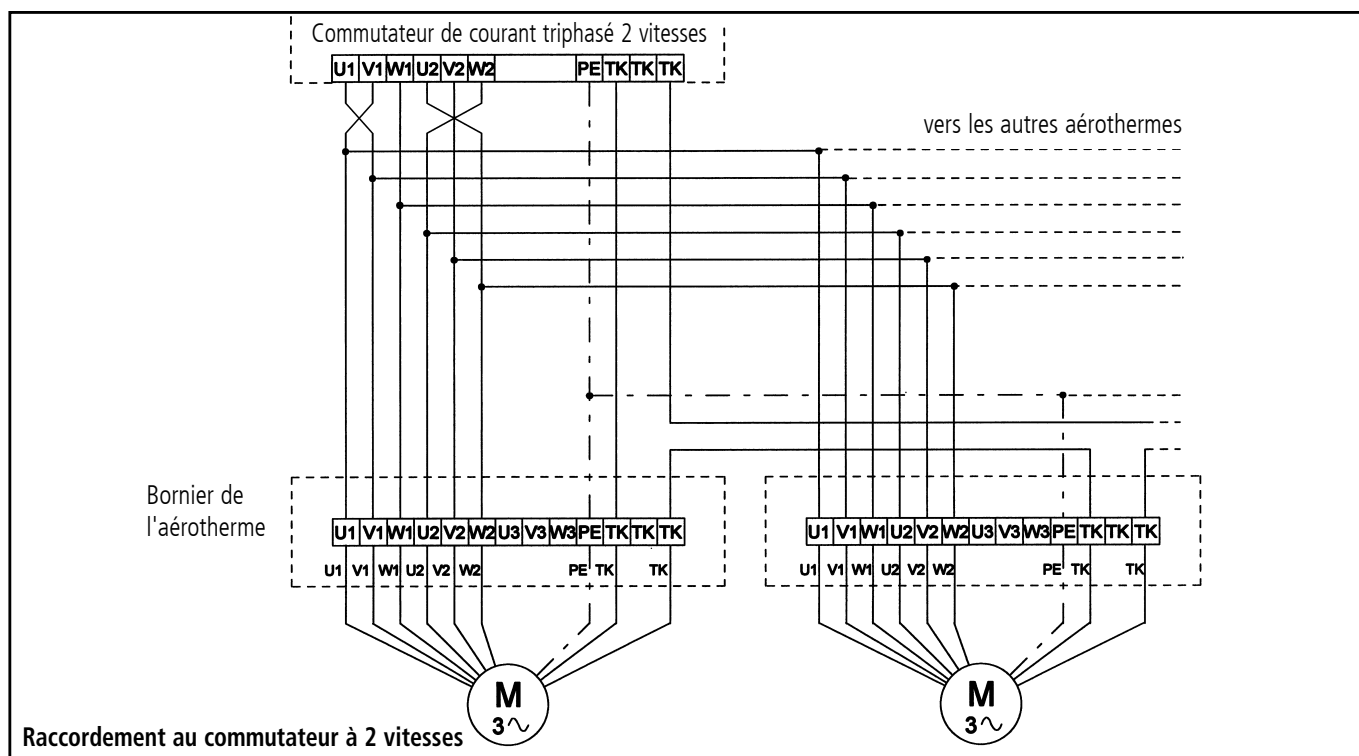 Commutateur de courant triphasé 2 vitesses
U1 V1 W1 U2 V2 W2 PE TK TK TK
vers les autres aérothermes
Bornier de
l'aérotherme
U1 V1 W1 U2 V2 W2 U3 V3 W3 PE TK TK TK
U1 V1 W1 U2 V2 W2 U3 V3 W3 PE TK TK TK
U1 V1 W1 U2 V2 W2 PE TK TK
U1 V1 W1 U2 V2 W2 PE TK TK
M
3∿
M
3∿
Raccordement au commutateur à 2 vitesses